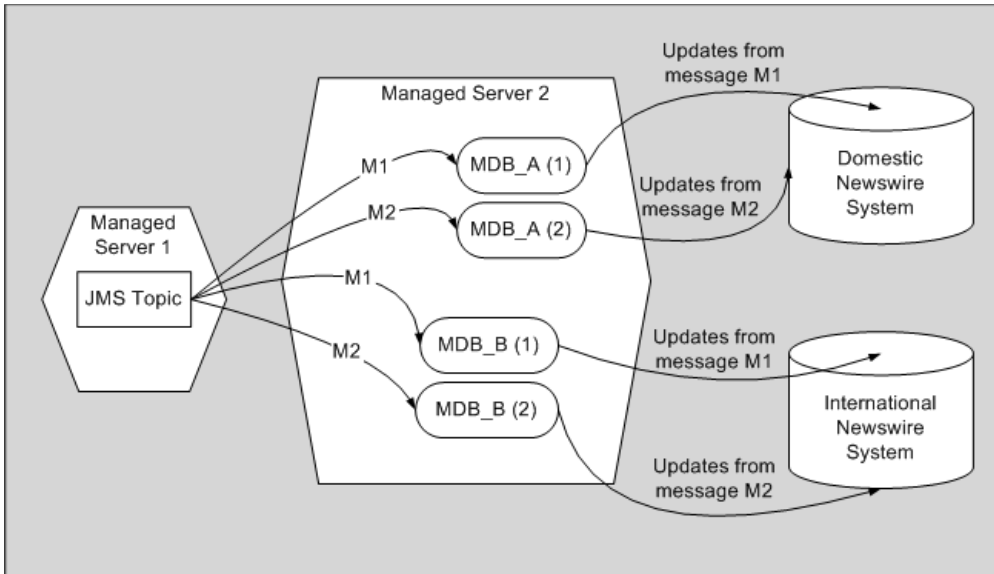 Managed
Server 1
JMS Topic
Managed Server 2
M1
M2
M1
M2
MDB_A (1)
MDB_A (2)
MDB_B (1)
MDB_B (2)
Updates from
message M1
Updates from
message M2
Updates from
message M1
Updates from
message M2
Domestic
Newswire
System
International
Newswire
System